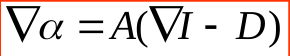 ∇α = A(∇I - D)